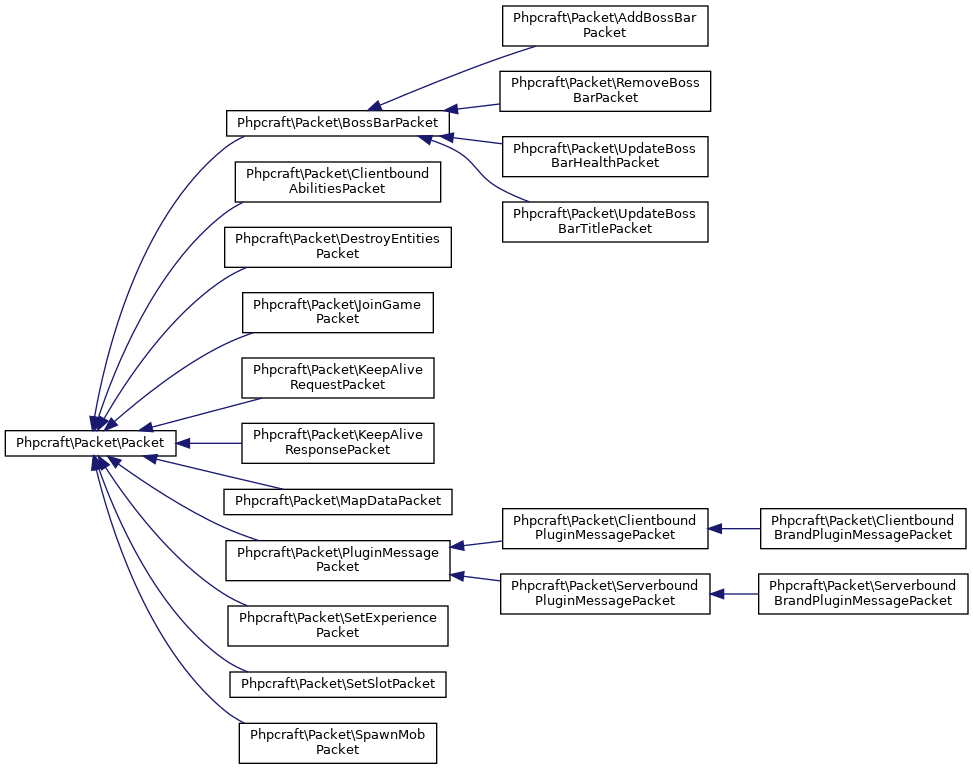 Phpcraft\Packet\AddBossBar
Packet
Phpcraft\Packet\RemoveBoss
BarPacket
Phpcraft\Packet\BossBarPacket
Phpcraft\Packet\UpdateBoss
BarHealthPacket
Phpcraft\Packet\Clientbound
AbilitiesPacket
Phpcraft\Packet\UpdateBoss
BarTitlePacket
Phpcraft\Packet\DestroyEntities
Packet
Phpcraft\Packet\JoinGame
Packet
Phpcraft\Packet\KeepAlive
RequestPacket
Phpcraft\Packet\Packet
Phpcraft\Packet\KeepAlive
ResponsePacket
Phpcraft\Packet\MapDataPacket
Phpcraft\Packet\PluginMessage
Packet
Phpcraft\Packet\Clientbound
PluginMessagePacket
Phpcraft\Packet\Clientbound
BrandPluginMessagePacket
Phpcraft\Packet\Serverbound
PluginMessagePacket
Phpcraft\Packet\Serverbound
BrandPluginMessagePacket
Phpcraft\Packet\SetExperience
Packet
Phpcraft\Packet\SetSlotPacket
Phpcraft\Packet\SpawnMob
Packet